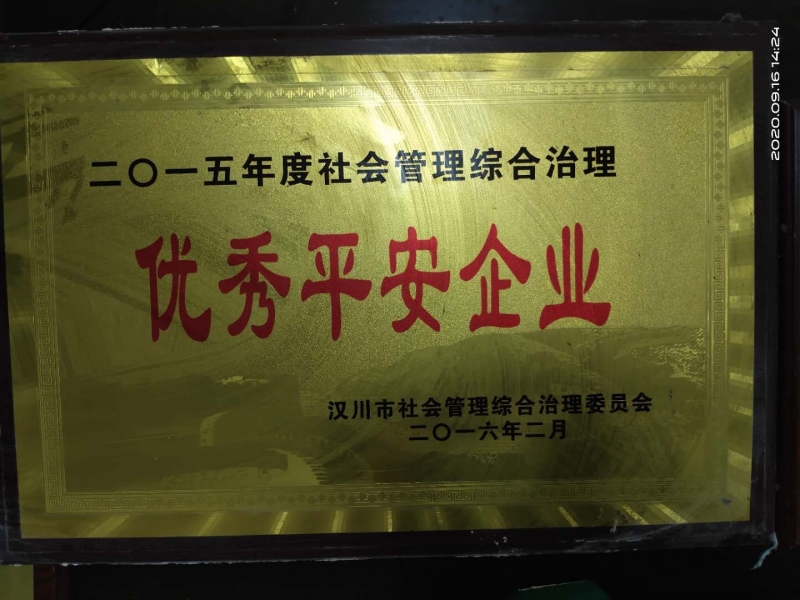 二〇一五年度社会管理综合治理
优秀平安企业
汉川市社会管理综合治理委员会
二〇一六年二月
2020.09.16 14:24